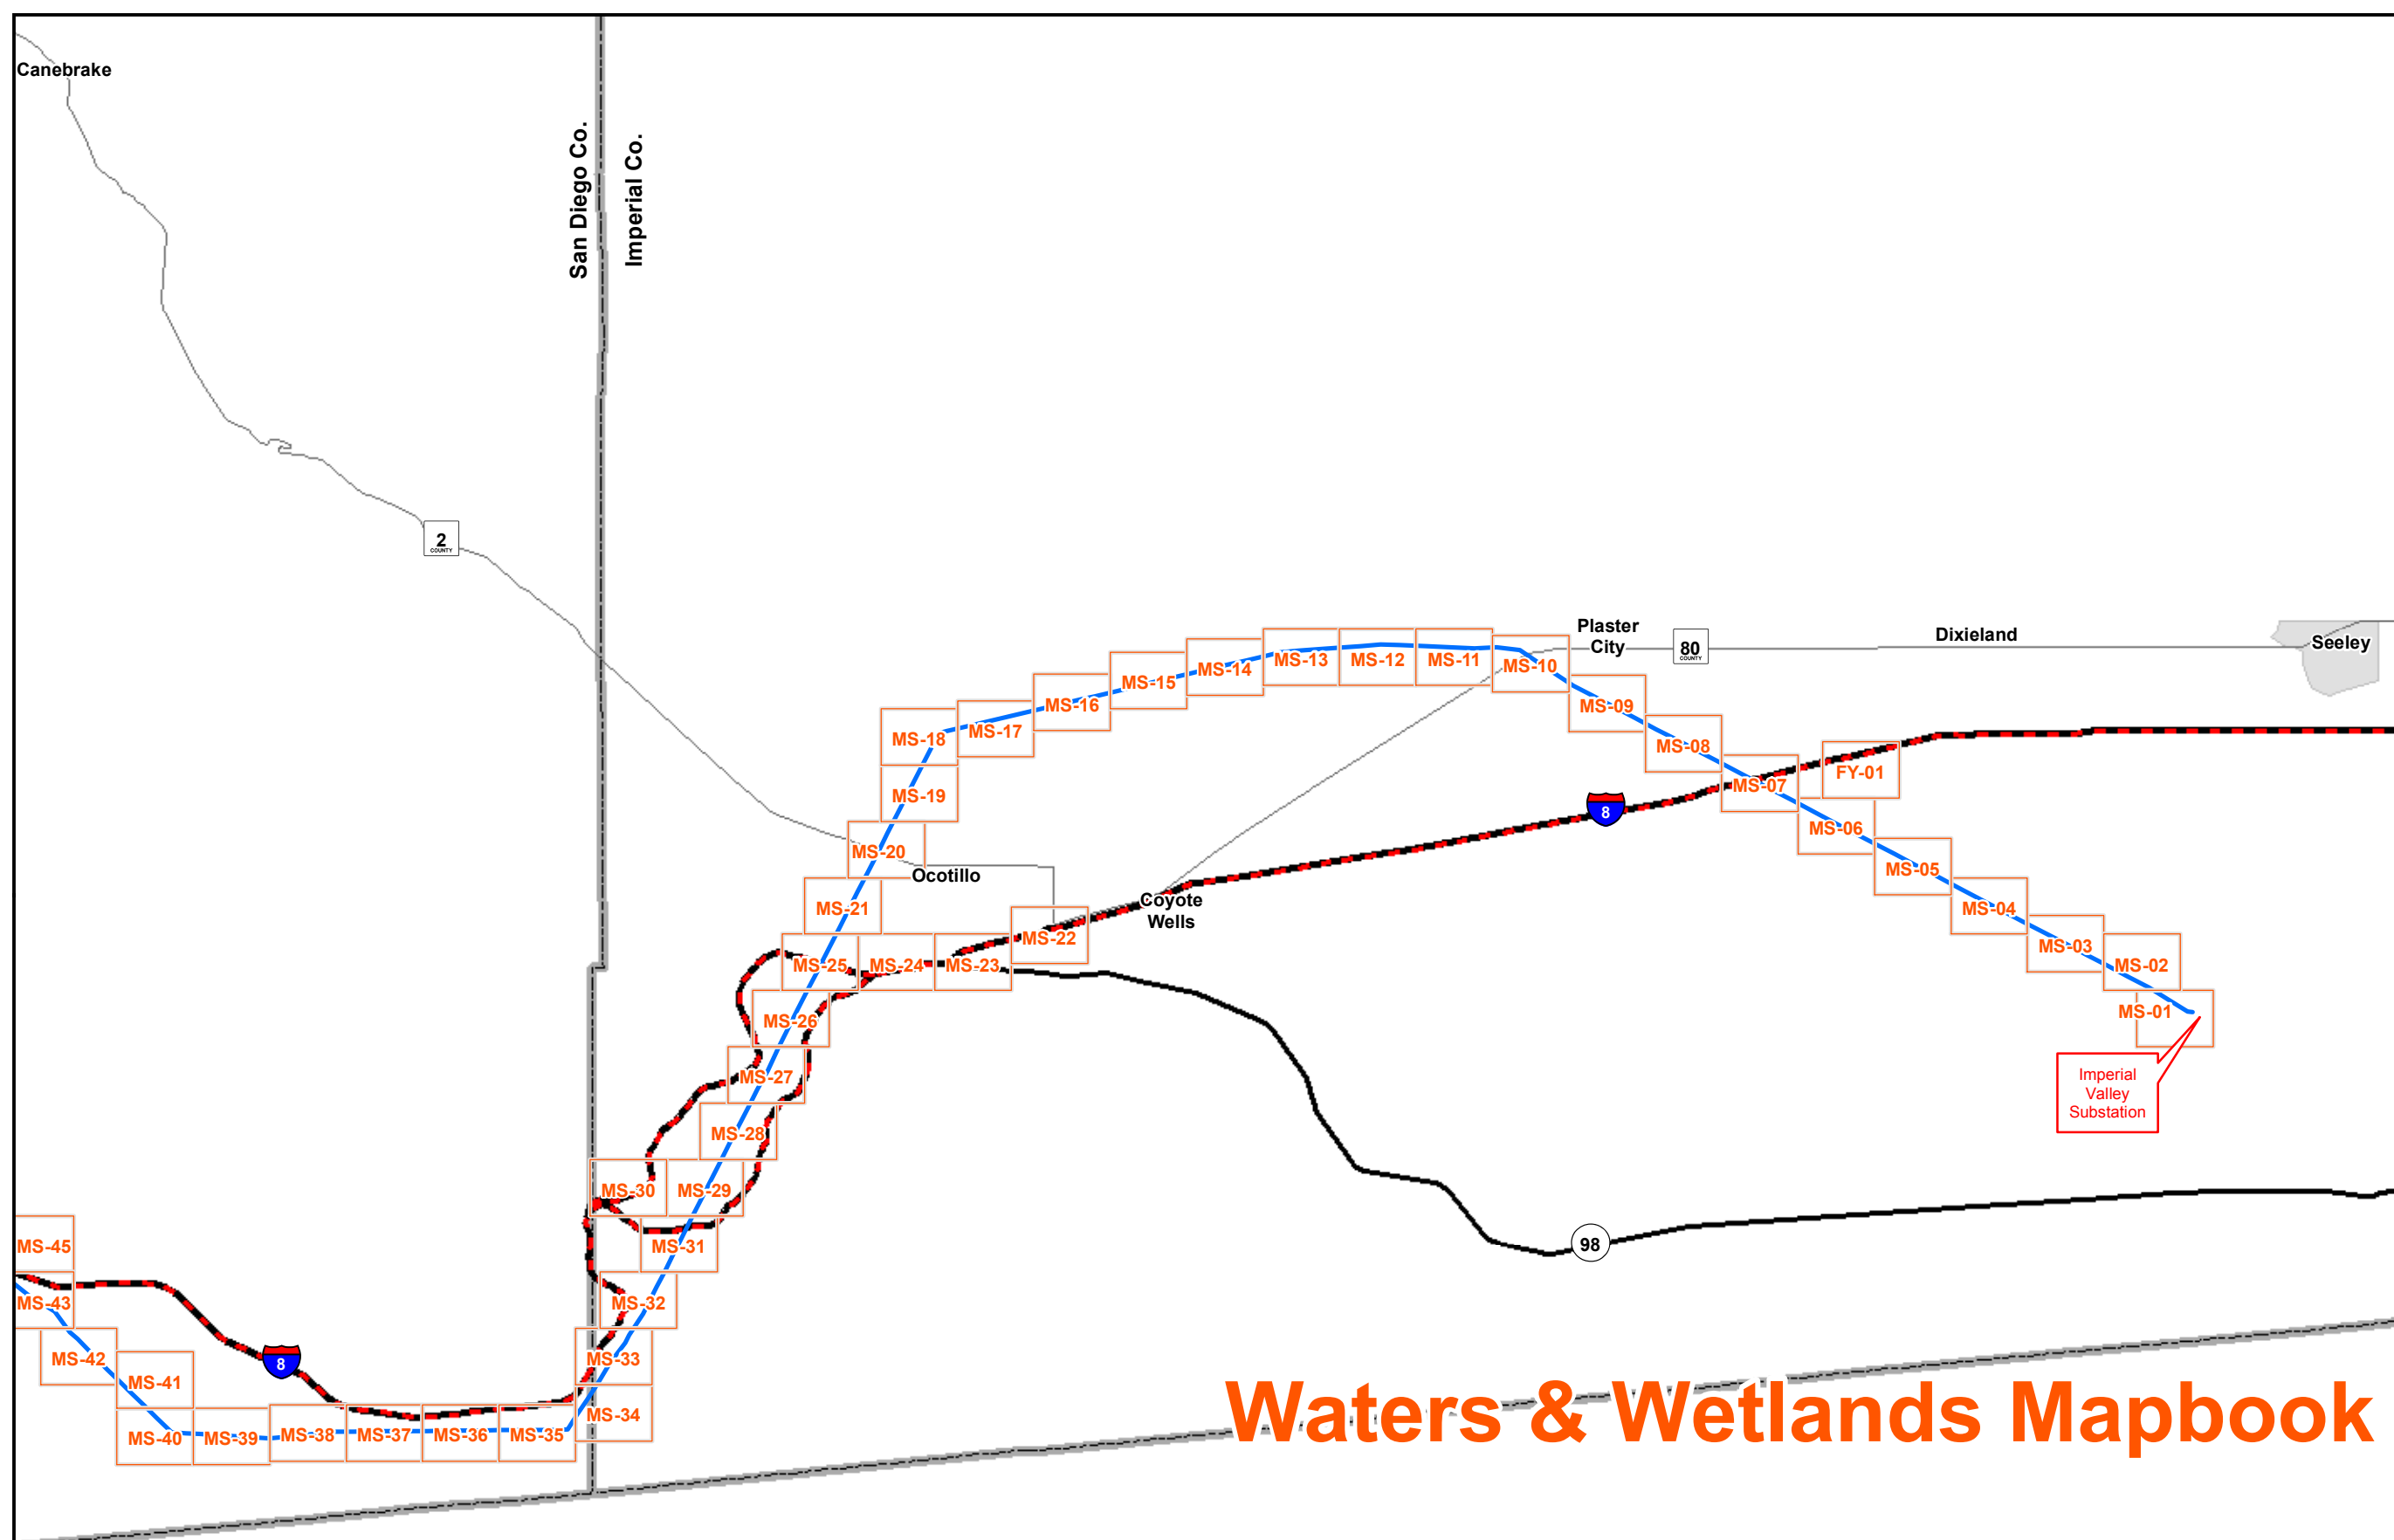 Canebrake
San Diego Co.
Imperial Co.
2
COUNTY
Plaster
City
80
COUNTY
Dixieland
Seeley
MS-18
MS-17
MS-16
MS-15
MS-14
MS-13
MS-12
MS-11
MS-10
MS-09
MS-08
MS-07
FY-01
8
MS-06
MS-05
MS-04
MS-03
MS-02
MS-01
Imperial
Valley
Substation
MS-19
MS-20
Ocotillo
MS-21
Coyote
Wells
MS-22
MS-23
MS-24
MS-25
MS-26
MS-27
MS-28
MS-29
MS-30
MS-31
98
MS-32
MS-33
MS-34
MS-35
MS-36
MS-37
MS-38
MS-39
MS-40
MS-41
MS-42
MS-43
MS-45
8
Waters & Wetlands Mapbook